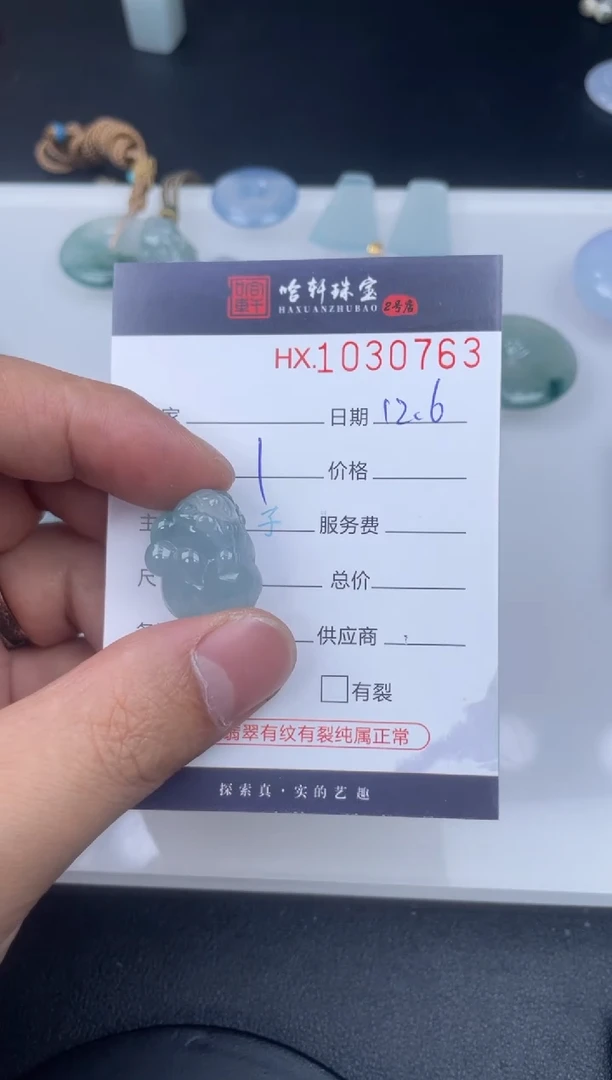 哈轩珠宝
HAXUANZHUBAO 2号店
HX.1030763
日期 12.6
价格
子 服务费
总价
供应商
有裂
翡翠有纹有裂纯属正常
探索真·实的艺趣